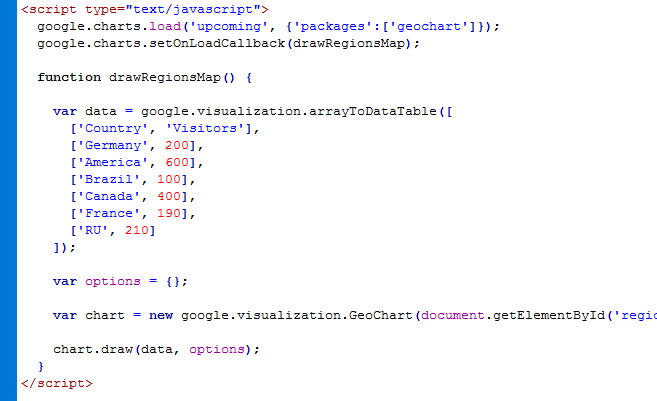 <script type="text/javascript">
google.charts.load('upcoming', {'packages':['geochart']});
google.charts.setOnLoadCallback(drawRegionsMap);
function drawRegionsMap() {
var data = google.visualization.arrayToDataTable([
['Country', 'Visitors'],
['Germany', 200],
['America', 600],
['Brazil', 100],
['Canada', 400],
['France', 190],
['RU', 210]
]);
var options = {};
var chart = new google.visualization.GeoChart(document.getElementById('regio
chart.draw(data, options);
}
</script>